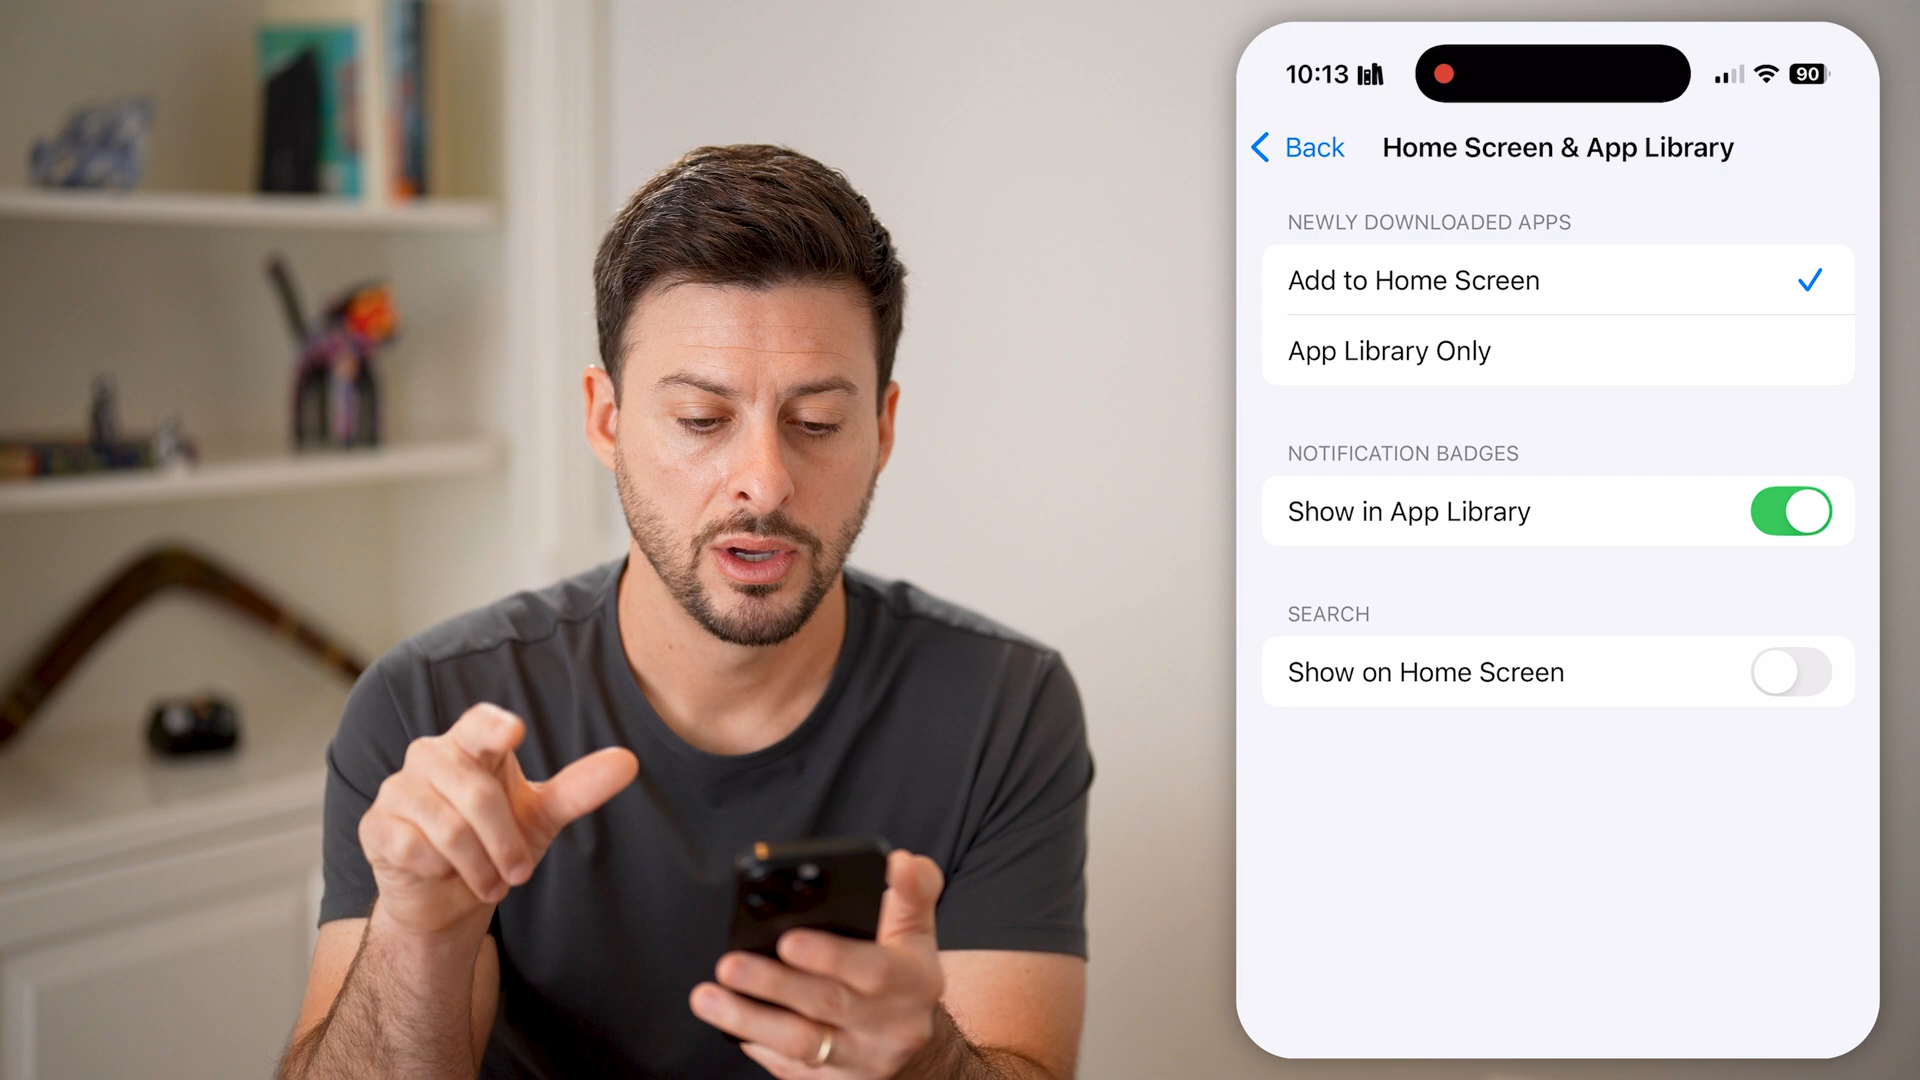 10:13
90
Back
Home Screen & App Library
NEWLY DOWNLOADED APPS
Add to Home Screen
App Library Only
NOTIFICATION BADGES
Show in App Library
SEARCH
Show on Home Screen